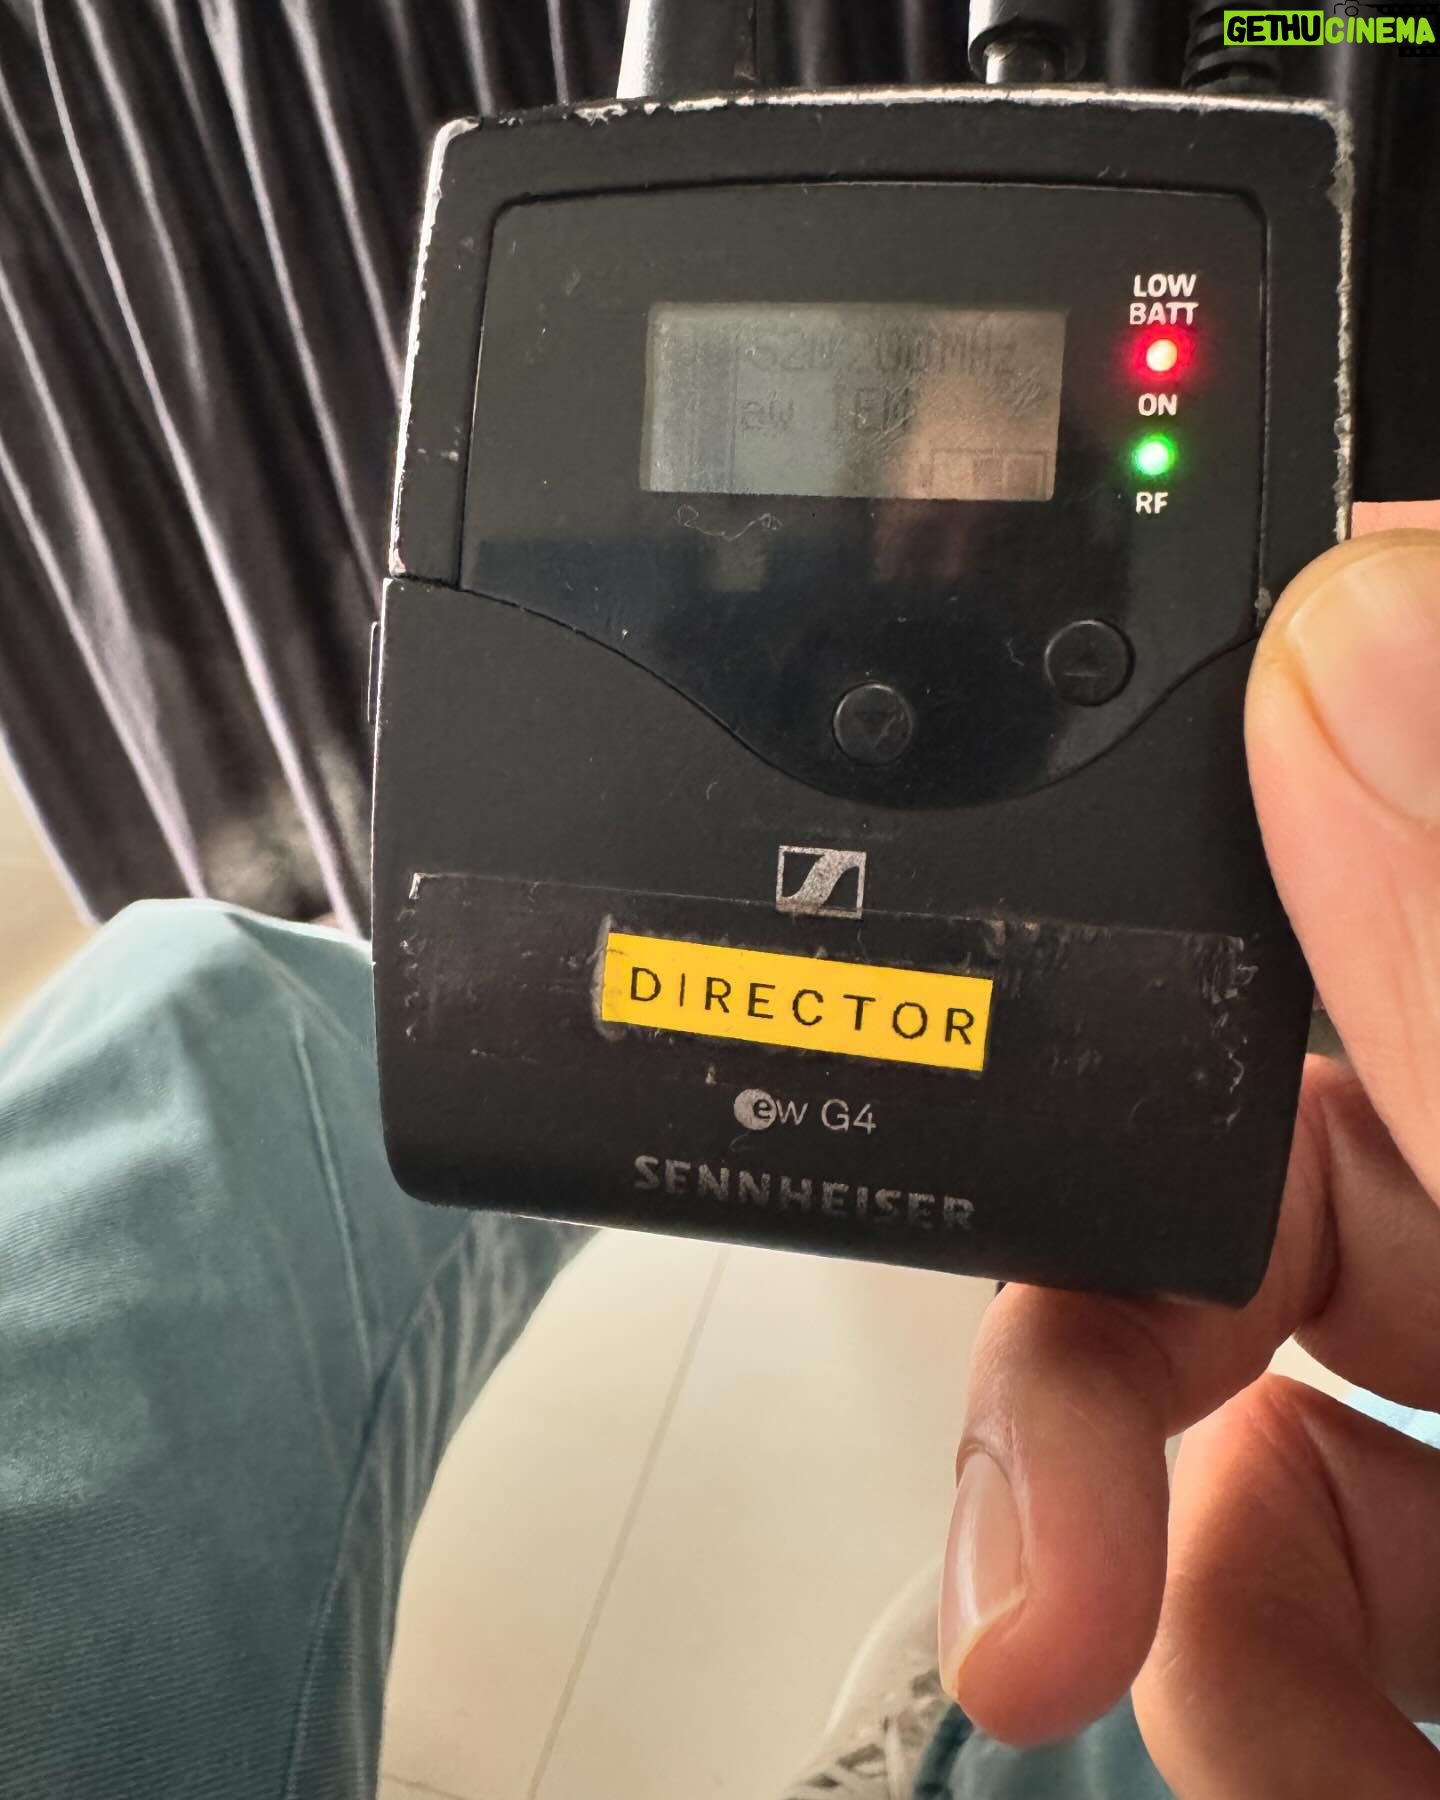 GETHUCINEMA
LOW
BATT
ON
RF
DIRECTOR
ew G4
SENNHEISER